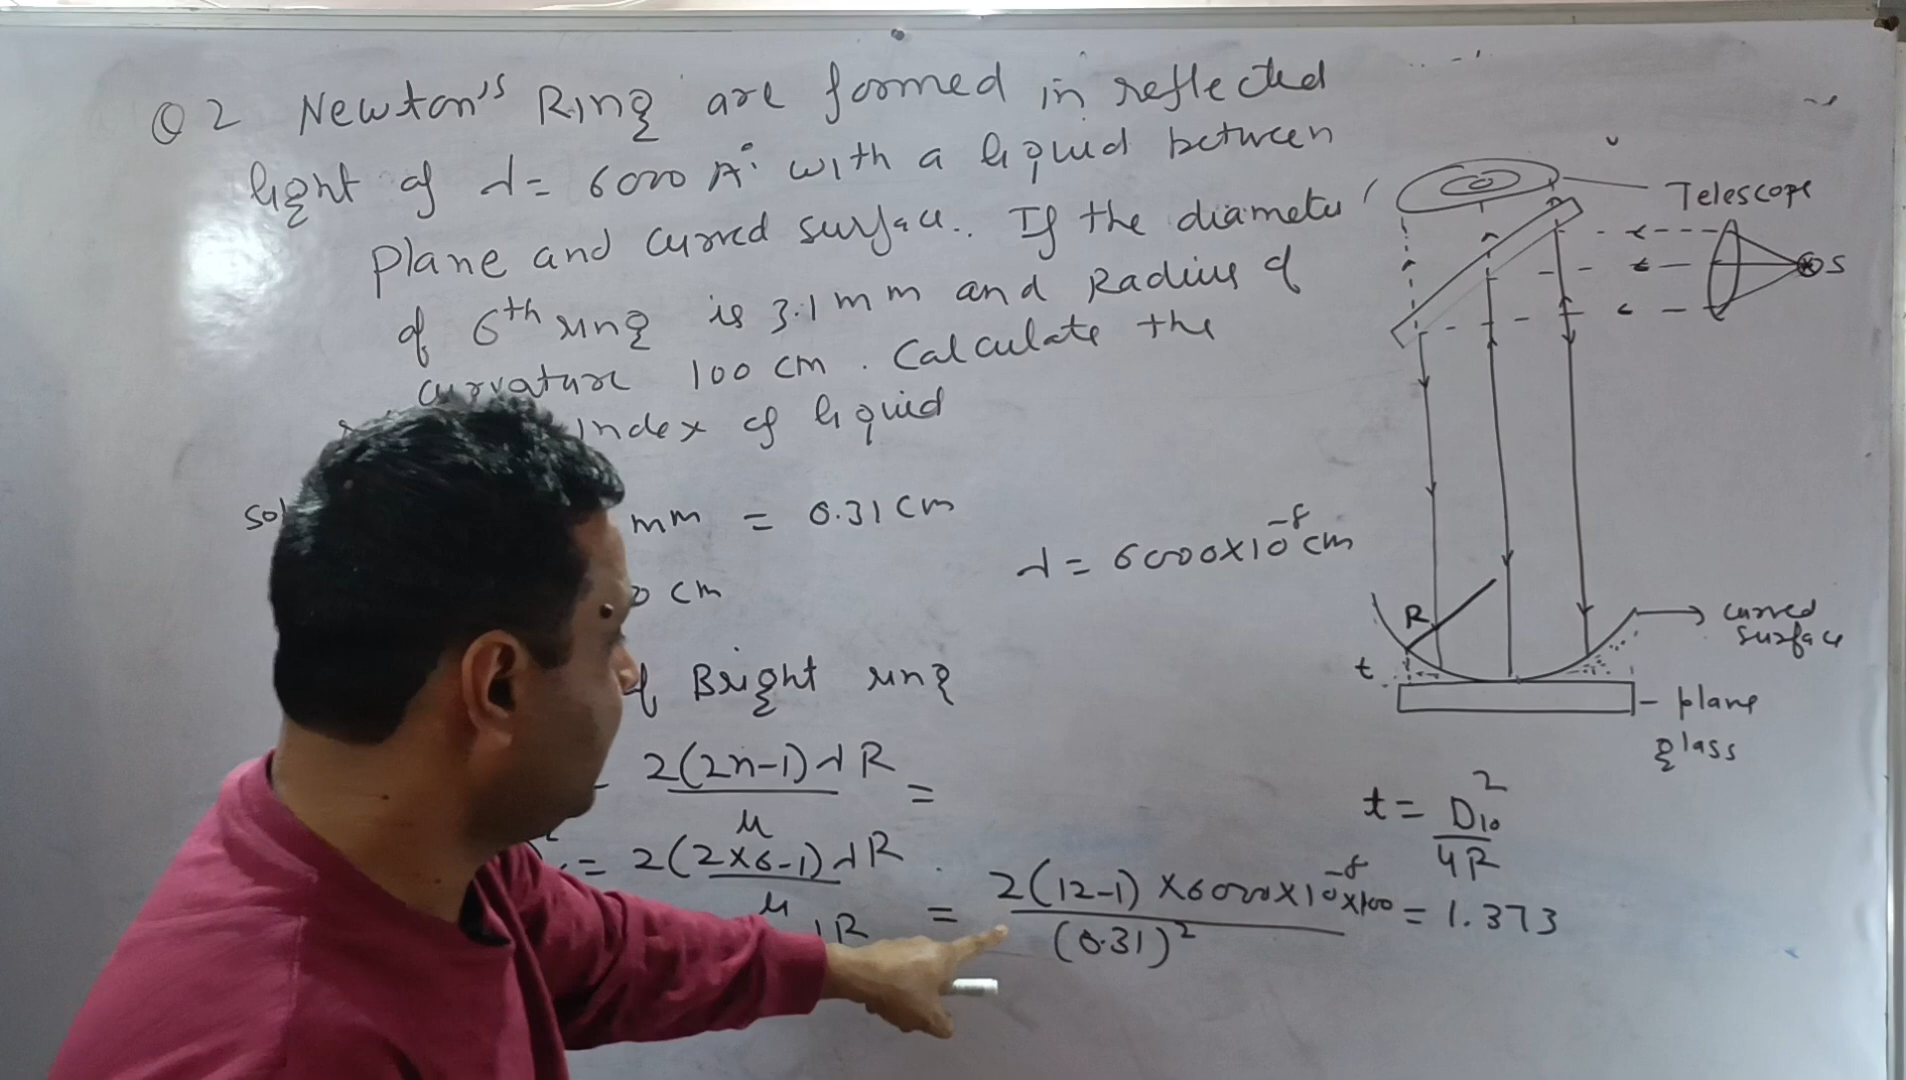 Q2 Newton's Ring are formed in reflected
light of λ = 6000 A° with a liquid between
plane and curved surface. If the diameter
of 6th ring is 3.1 mm and Radius of
curvature 100 cm. Calculate the
index of liquid
Sol
mm = 0.31 cm
λ = 6000×10^-8 cm
cm
of Bright ring
2(2n-1)λR / μ =
= 2(2×6-1)λR / μ
λR = 2(12-1)×6000×10^-8×100 / (0.31)^2 = 1.373
Telescope
S
R
t
curved
surface
plane
glass
t = D10^2 / 4R